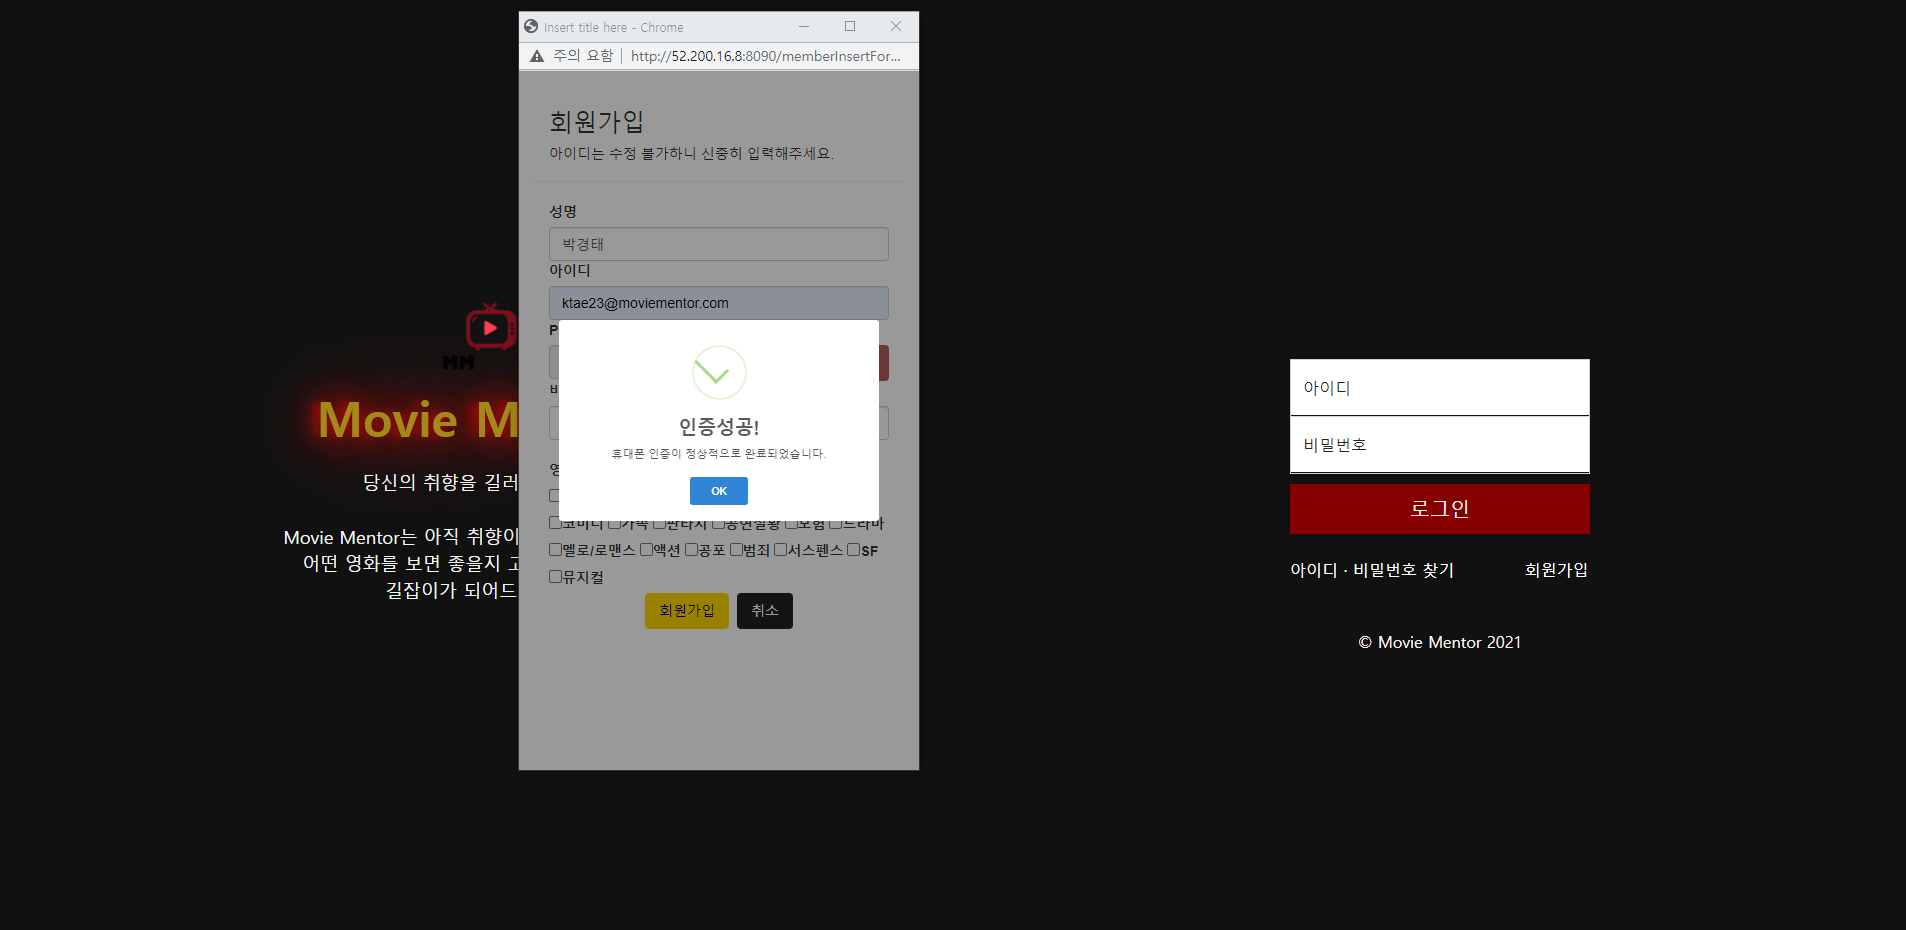 Insert title here - Chrome
주의 요함 http://52.200.16.8:8090/memberInsertFor...
회원가입
아이디는 수정 불가하니 신중히 입력해주세요.
성명
박경태
아이디
ktae23@moviementor.com
P
인증성공!
휴대폰 인증이 정상적으로 완료되었습니다.
OK
코미디 가족 판타지 공연실황 모험 드라마
멜로/로맨스 액션 공포 범죄 서스펜스 SF
뮤지컬
회원가입 취소
MM
Movie M
당신의 취향을 길러
Movie Mentor는 아직 취향이
어떤 영화를 보면 좋을지 고
길잡이가 되어드
아이디
비밀번호
로그인
아이디 · 비밀번호 찾기 회원가입
© Movie Mentor 2021